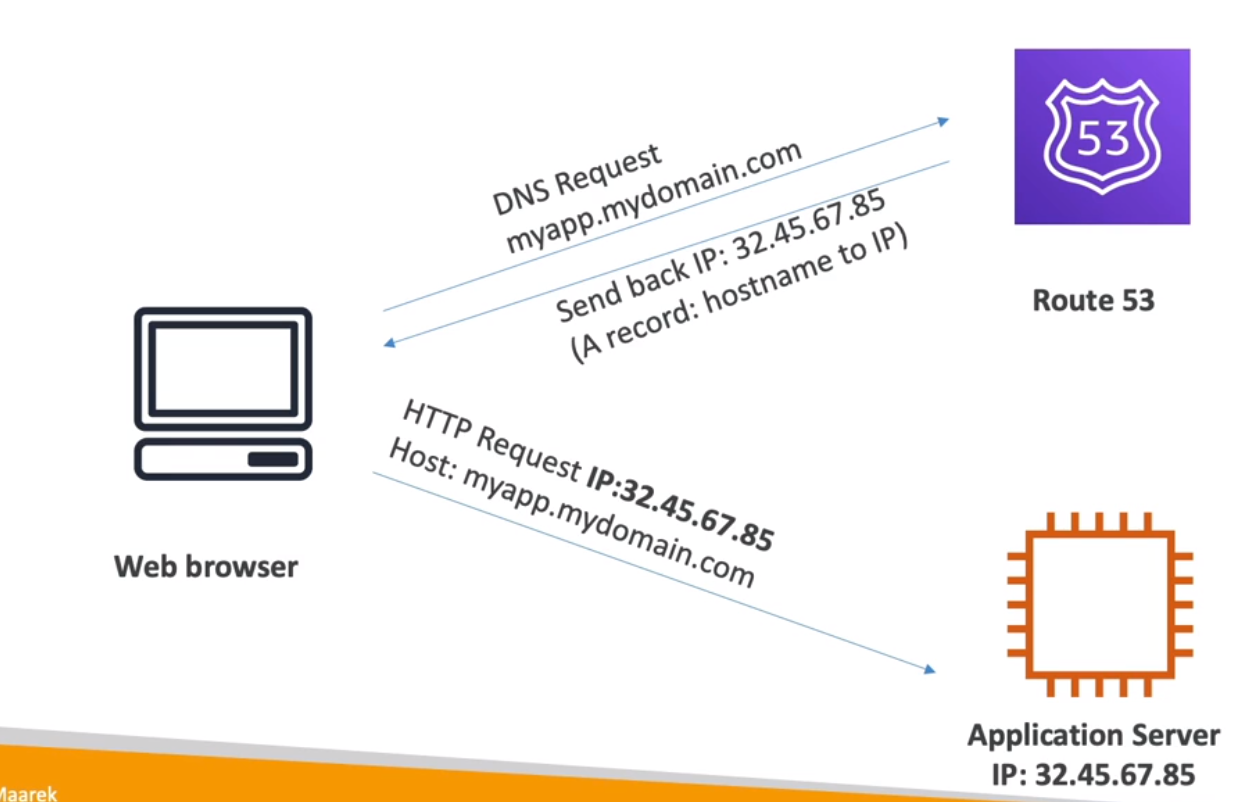 53
DNS Request
myapp.mydomain.com
Send back IP: 32.45.67.85
(A record: hostname to IP)
Route 53
HTTP Request IP:32.45.67.85
Host: myapp.mydomain.com
Web browser
Application Server
IP: 32.45.67.85
Maarek